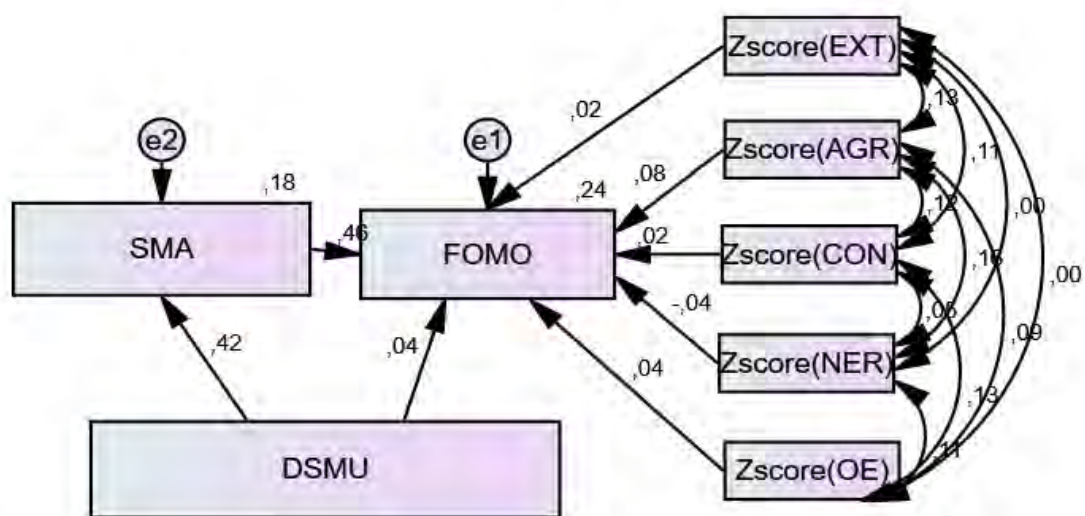 Zscore(EXT)
,02
,13
e2
e1
Zscore(AGR)
,11
,18
,24
,08
,12
,00
SMA
,46
FOMO
,02
Zscore(CON)
,16
,00
-,04
,05
,09
,42
,04
,04
Zscore(NER)
,13
,11
DSMU
Zscore(OE)